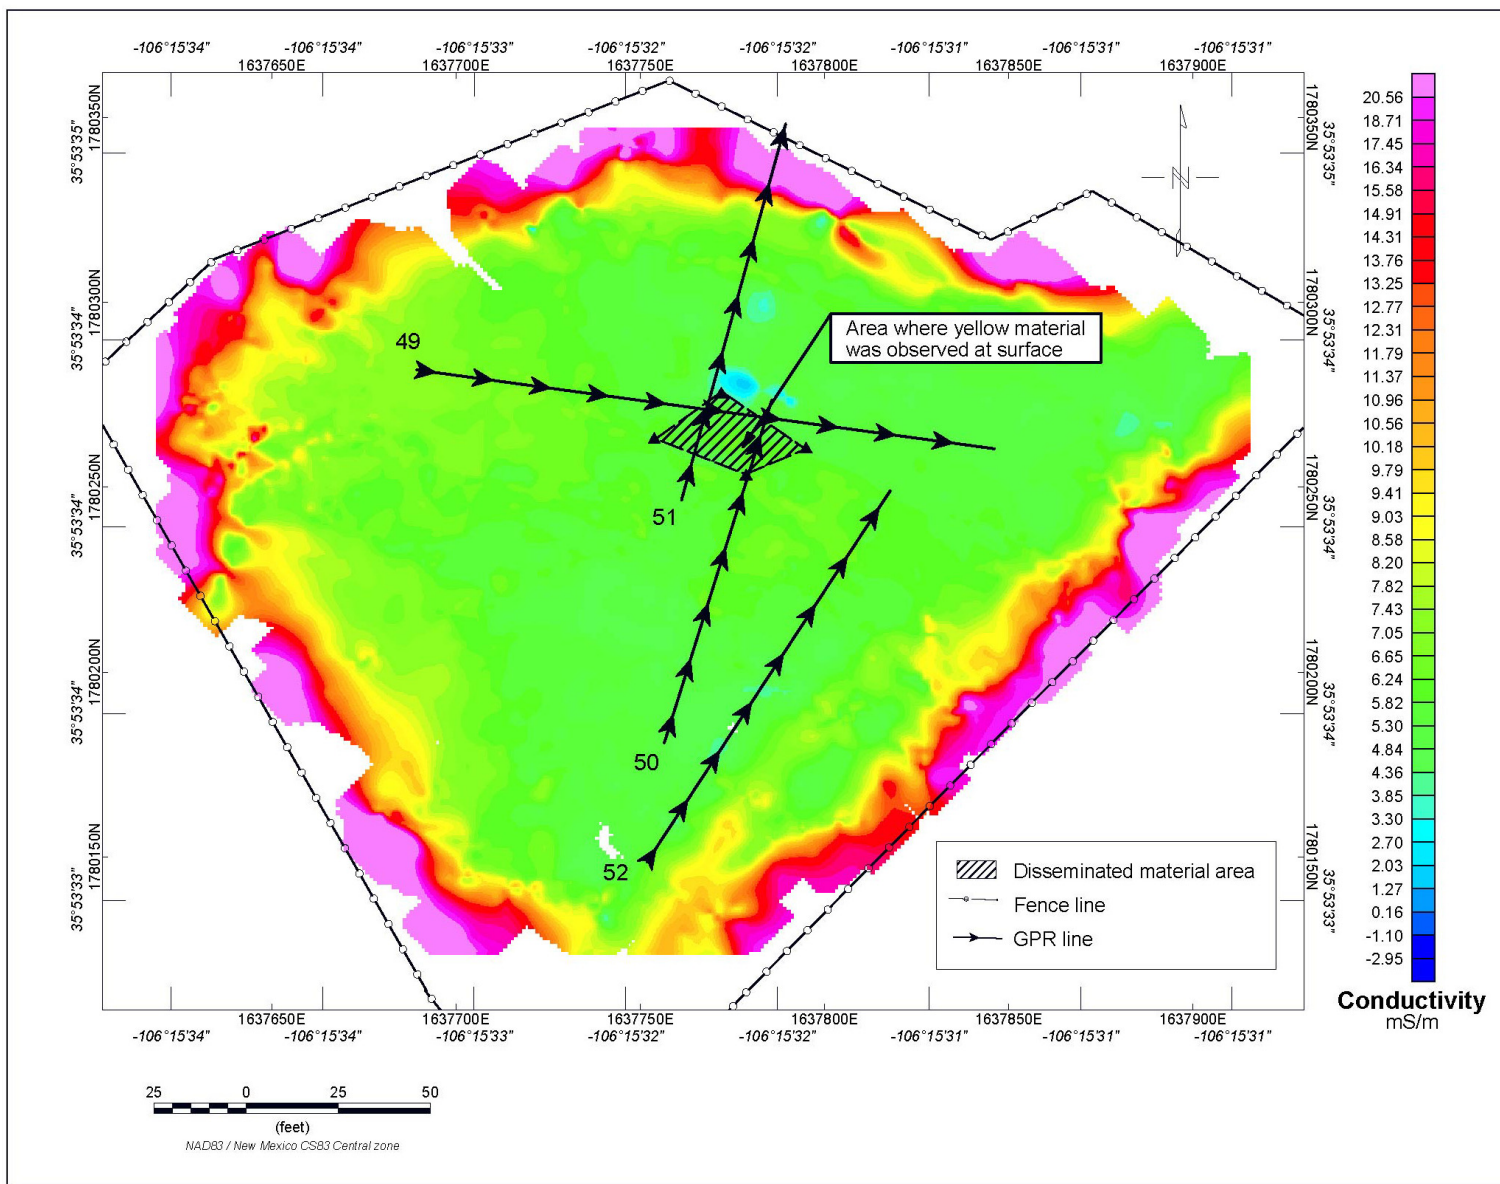 -106°15'34" -106°15'34" -106°15'33" -106°15'32" -106°15'32" -106°15'31" -106°15'31" -106°15'31"
1637650E 1637700E 1637750E 1637800E 1637850E 1637900E
35°53'35" 35°53'34" 35°53'34" 35°53'34" 35°53'33"
1780350N 1780300N 1780250N 1780200N 1780150N
49
51
50
52
Area where yellow material
was observed at surface
N
1780350N 1780300N 1780250N 1780200N 1780150N
35°53'35" 35°53'34" 35°53'34" 35°53'34" 35°53'33"
Disseminated material area
Fence line
GPR line
1637650E 1637700E 1637750E 1637800E 1637850E 1637900E
-106°15'34" -106°15'34" -106°15'33" -106°15'32" -106°15'32" -106°15'31" -106°15'31" -106°15'31"
20.56
18.71
17.45
16.34
15.58
14.91
14.31
13.76
13.25
12.77
12.31
11.79
11.37
10.96
10.56
10.18
9.79
9.41
9.03
8.58
8.20
7.82
7.43
7.05
6.65
6.24
5.82
5.30
4.84
4.36
3.85
3.30
2.70
2.03
1.27
0.16
-1.10
-2.95
Conductivity
mS/m
25 0 25 50
(feet)
NAD83 / New Mexico CS83 Central zone